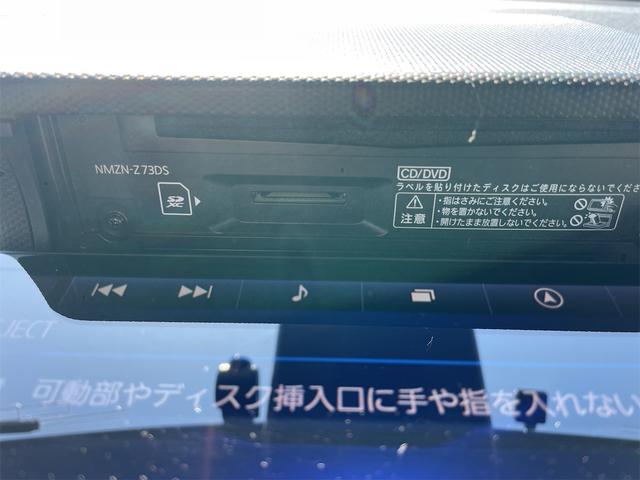 NMZN-Z73DS
SD
XC
CD/DVD
ラベルを貼り付けたディスクはご使用にならないでくだ
注意
・指はさみにご注意ください。
・物を置かないでください。
・開けたまま放置しないでください。
JECT
可動部やディスク挿入口に手や指を入れない